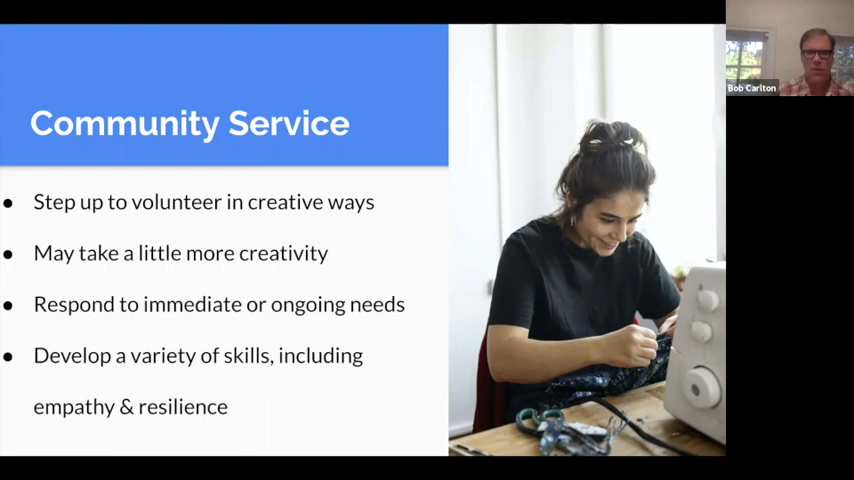 Community Service
Step up to volunteer in creative ways
May take a little more creativity
Respond to immediate or ongoing needs
Develop a variety of skills, including
empathy & resilience
Bob Carlton